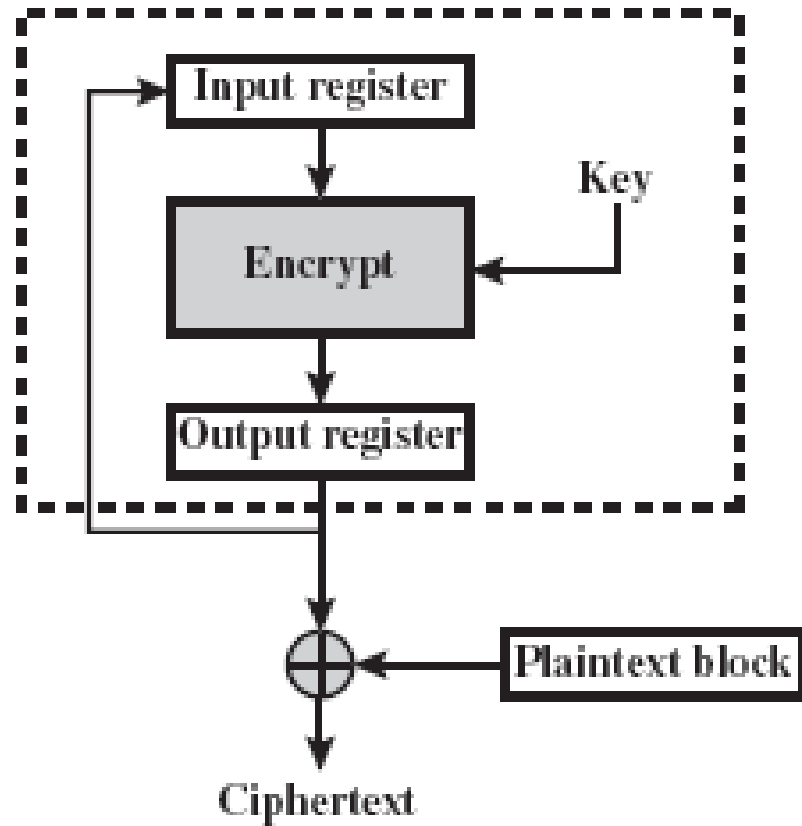 Input register
Key
Encrypt
Output register
Plaintext block
Ciphertext